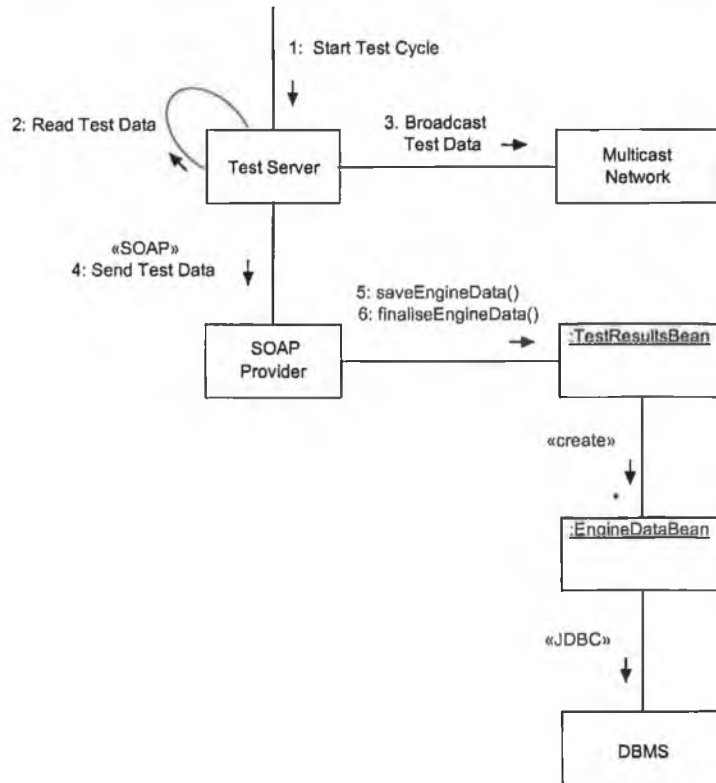 1: Start Test Cycle
2: Read Test Data
3. Broadcast
Test Data
Test Server
Multicast
Network
«SOAP»
4: Send Test Data
5: saveEngineData()
6: finaliseEngineData()
SOAP
Provider
:TestResultsBean
«create»
*
:EngineDataBean
«JDBC»
DBMS